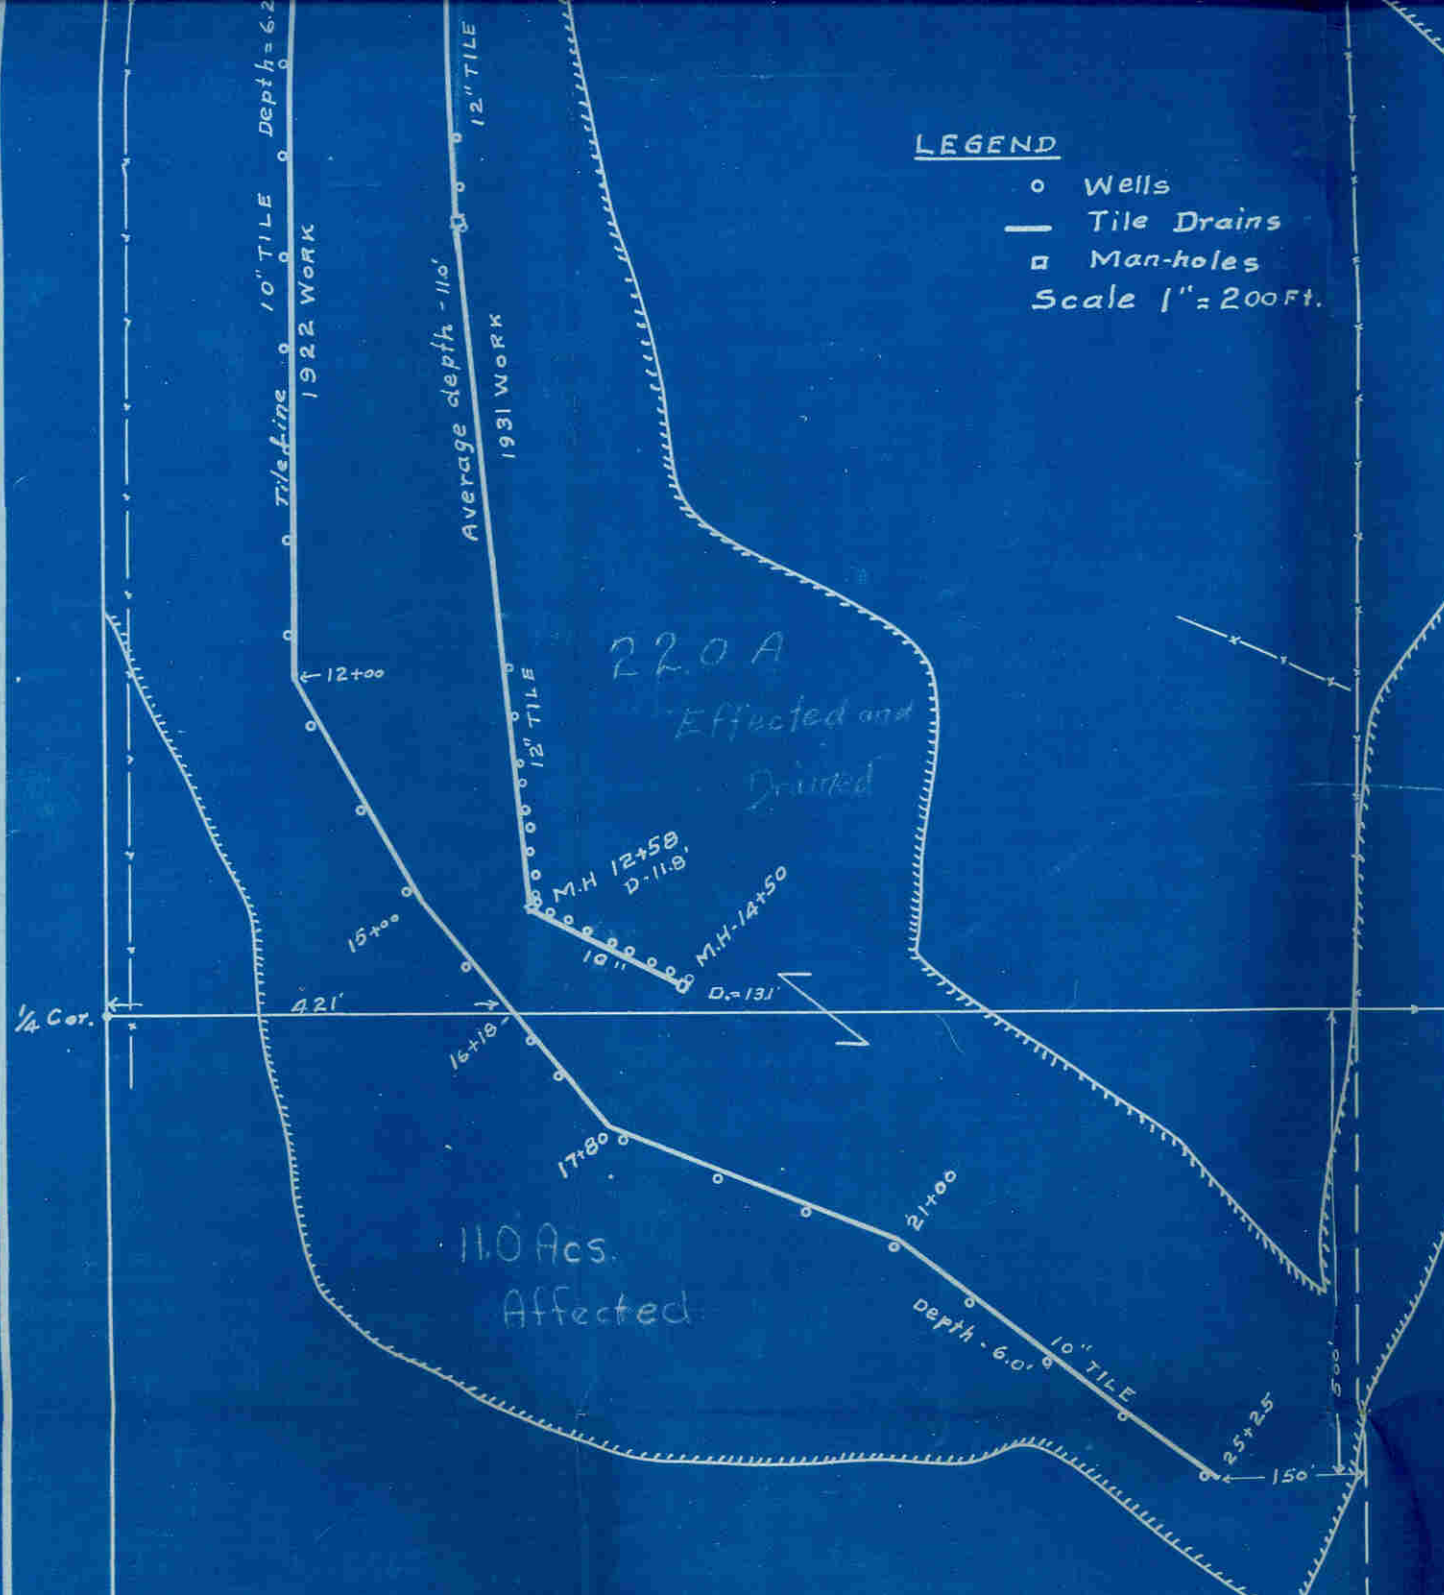 Depth = 6.2
10" TILE
1922 WORK
Tile Line
12" TILE
Average depth - 11.0'
1931 WORK
LEGEND
Wells
Tile Drains
Man-holes
Scale 1" = 200 Ft.
12+00
12" TILE
22.0 A
Effected and
Drained
M.H 12+58
D-11.8'
M.H-14+50
D.=13.1'
10"
15+00
421'
1/4 Cor.
16+18
17+80
21+00
11.0 Acs.
Affected
Depth - 6.0'
10" TILE
25+25
500'
150'